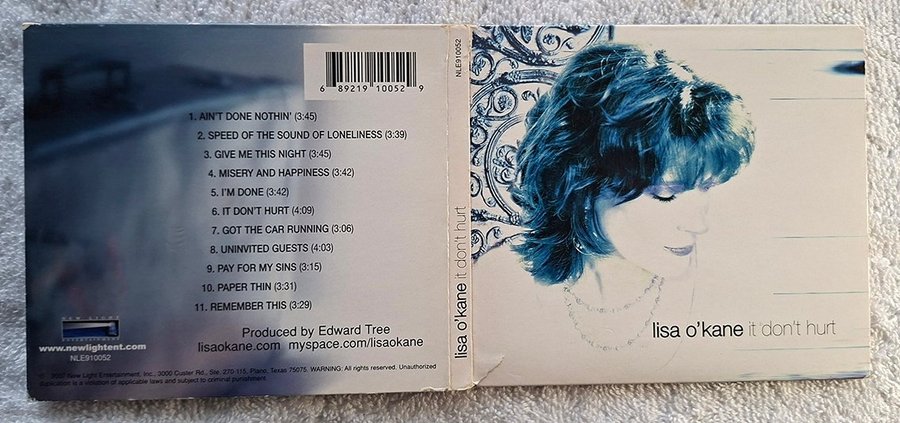 6 89219 10052 9
1. AIN'T DONE NOTHIN' (3:45)
2. SPEED OF THE SOUND OF LONELINESS (3:39)
3. GIVE ME THIS NIGHT (3:45)
4. MISERY AND HAPPINESS (3:42)
5. I'M DONE (3:42)
6. IT DON'T HURT (4:09)
7. GOT THE CAR RUNNING (3:06)
8. UNINVITED GUESTS (4:03)
9. PAY FOR MY SINS (3:15)
10. PAPER THIN (3:31)
11. REMEMBER THIS (3:29)
Produced by Edward Tree
lisaokane.com myspace.com/lisaokane
NEW LIGHT
www.newlightent.com
NLE910052
New Light Entertainment, Inc., 3000 Custer Rd., Ste. 270-115, Plano, Texas 75075. WARNING: All rights reserved. Unauthorized
duplication is a violation of applicable laws and subject to criminal punishment.
NLE910052
lisa o'kane it don't hurt
lisa o'kane it don't hurt